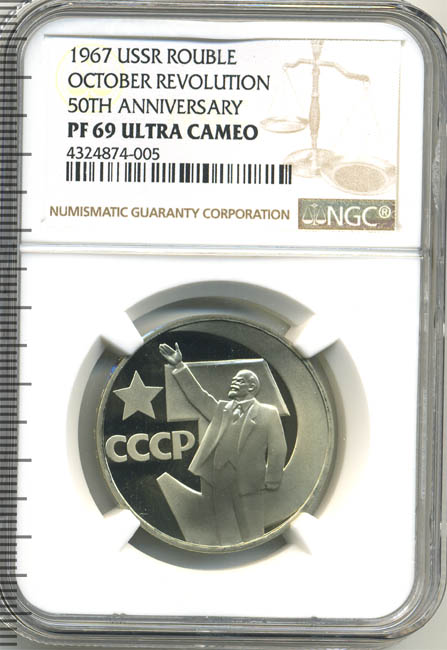 1967 USSR ROUBLE
OCTOBER REVOLUTION
50TH ANNIVERSARY
PF 69 ULTRA CAMEO
4324874-005
NUMISMATIC GUARANTY CORPORATION NGC®
СССР